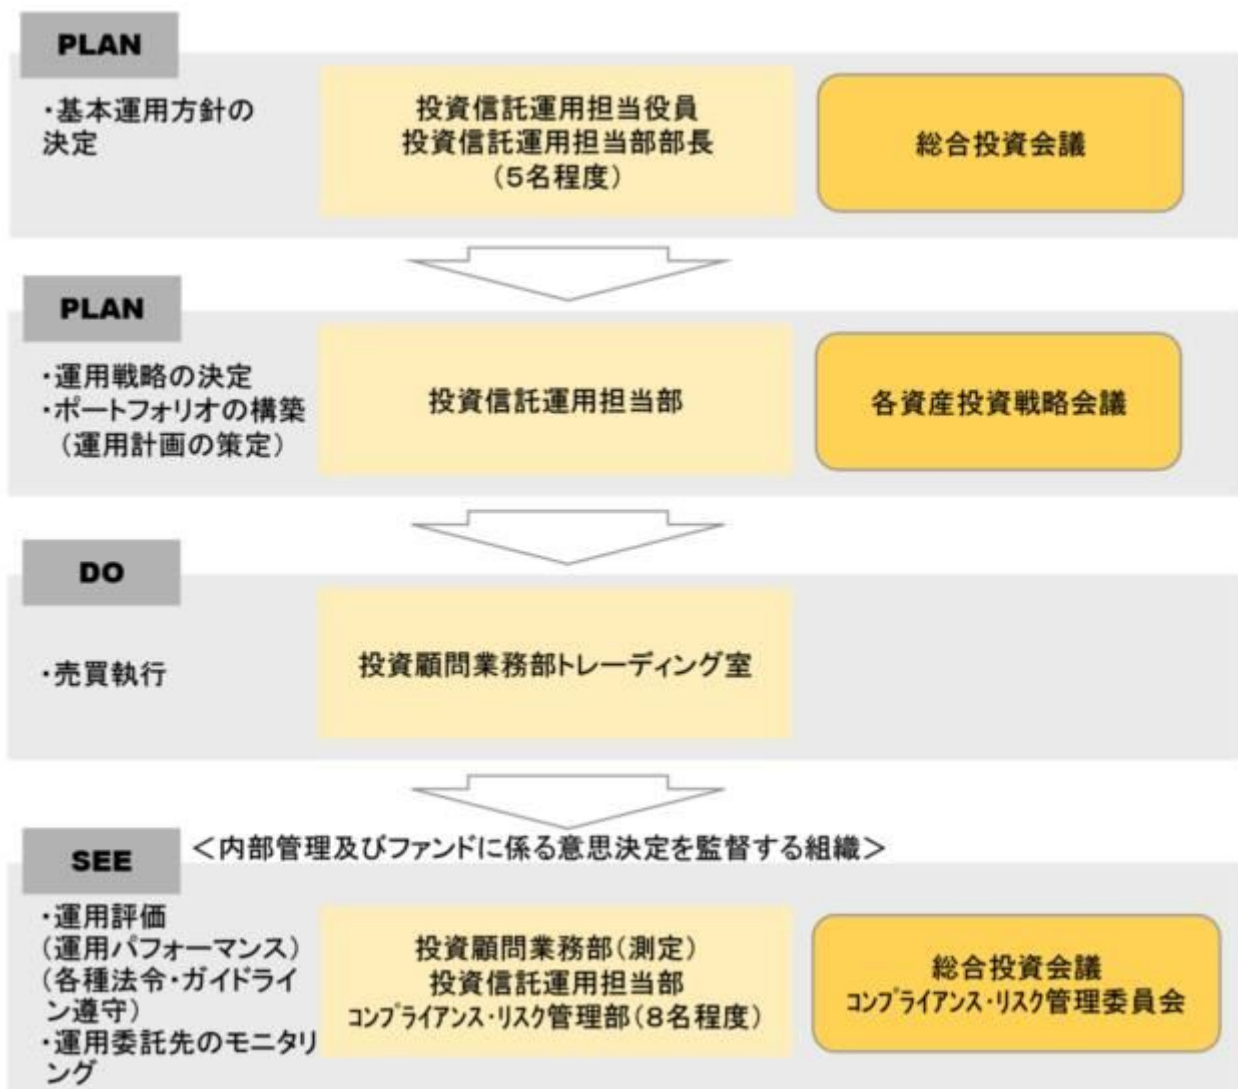 PLAN
・基本運用方針の
決定
投資信託運用担当役員
投資信託運用担当部部長
(5名程度)
総合投資会議
PLAN
・運用戦略の決定
・ポートフォリオの構築
(運用計画の策定)
投資信託運用担当部
各資産投資戦略会議
DO
・売買執行
投資顧問業務部トレーディング室
SEE
＜内部管理及びファンドに係る意思決定を監督する組織＞
・運用評価
(運用パフォーマンス)
(各種法令・ガイドライ
ン遵守)
・運用委託先のモニタリ
ング
投資顧問業務部(測定)
投資信託運用担当部
コンプライアンス・リスク管理部(8名程度)
総合投資会議
コンプライアンス・リスク管理委員会